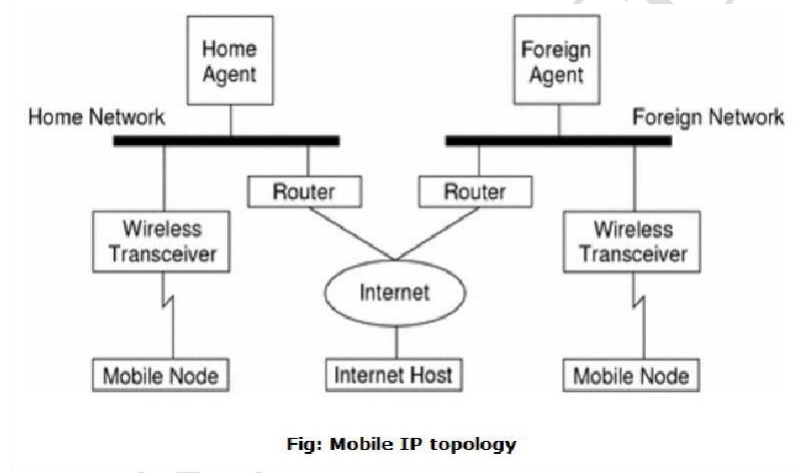 Home
Agent
Foreign
Agent
Home Network
Foreign Network
Router
Router
Wireless
Transceiver
Wireless
Transceiver
Internet
Mobile Node
Internet Host
Mobile Node
Fig: Mobile IP topology